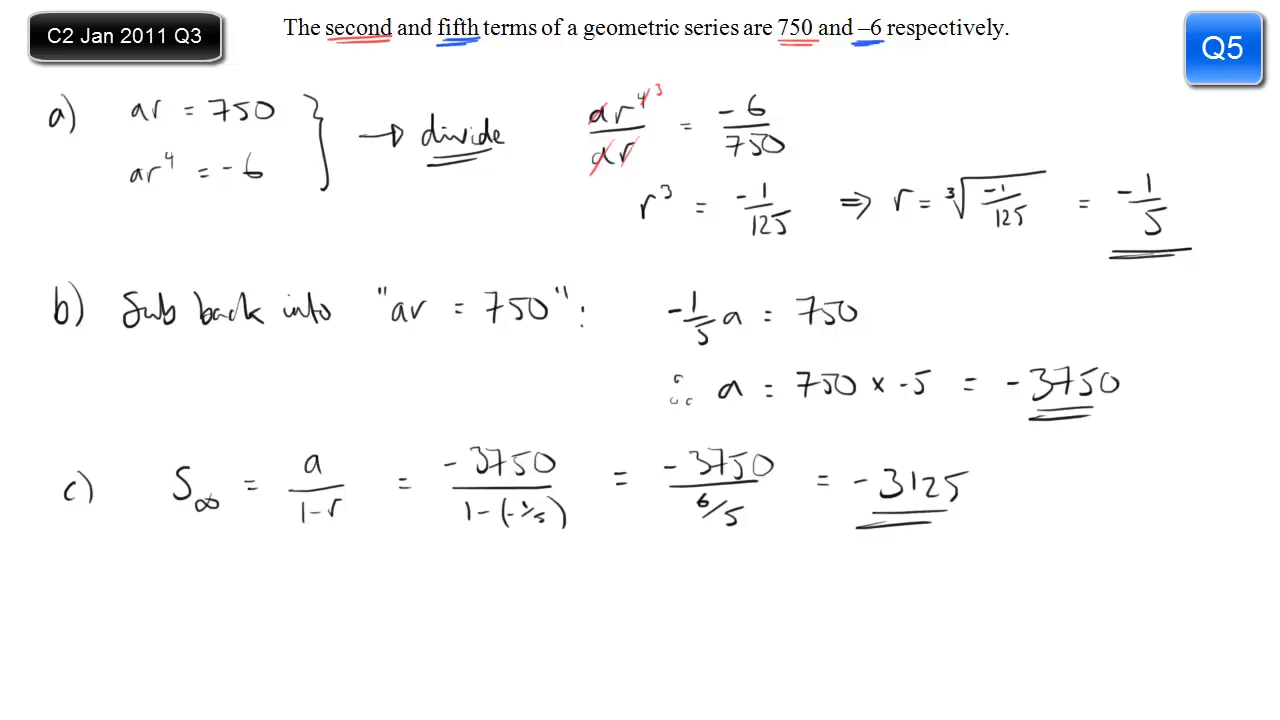 C2 Jan 2011 Q3
The second and fifth terms of a geometric series are 750 and –6 respectively.
Q5
a) ar = 750
ar⁴ = -6
→ divide
ar⁴ ³/ar = -6/750
r³ = -1/125 ⇒ r = ³√(-1/125) = -1/5
b) Sub back into "ar = 750" : -1/5 a = 750
∴ a = 750 × -5 = -3750
c) S∞ = a/1-r = -3750/1-(-1/5) = -3750/6/5 = -3125